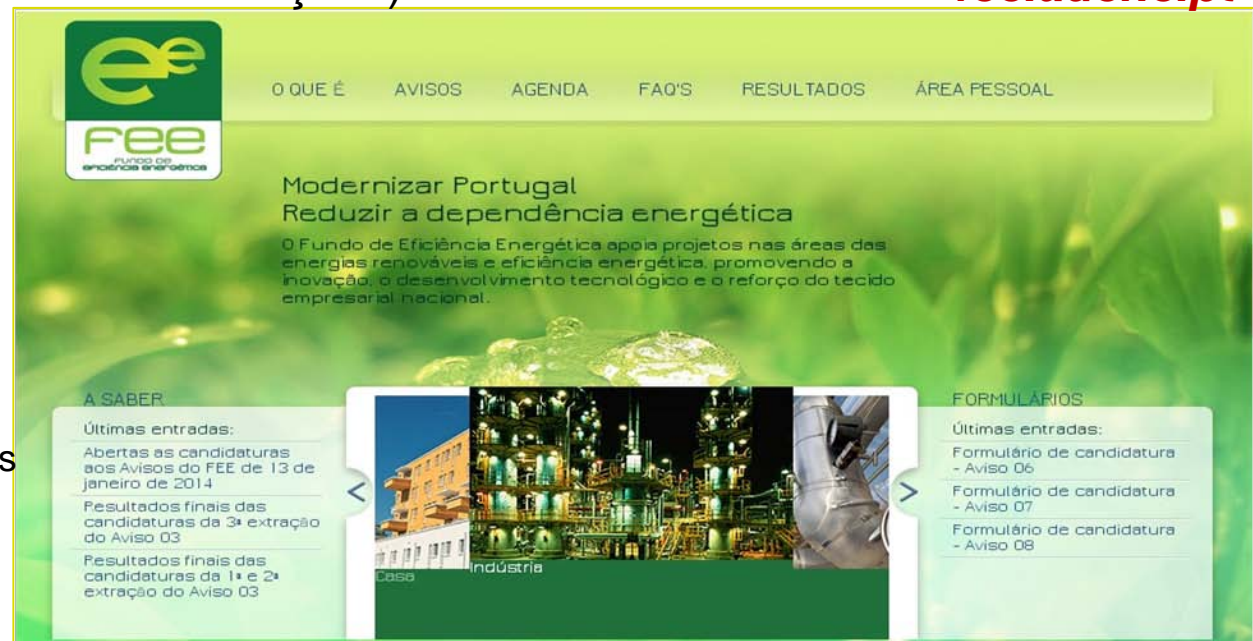 ee
fee
FUNDO DE
EFICIÊNCIA ENERGÉTICA
O QUE É AVISOS AGENDA FAQ'S RESULTADOS ÁREA PESSOAL
Modernizar Portugal
Reduzir a dependência energética
O Fundo de Eficiência Energética apoia projetos nas áreas das
energias renováveis e eficiência energética, promovendo a
inovação, o desenvolvimento tecnológico e o reforço do tecido
empresarial nacional.
A SABER
Últimas entradas:
Abertas as candidaturas
aos Avisos do FEE de 13 de
janeiro de 2014
Resultados finais das
candidaturas da 3ª extração
do Aviso 03
Resultados finais das
candidaturas da 1ª e 2ª
extração do Aviso 03
s
<
Casa
Indústria
>
FORMULÁRIOS
Últimas entradas:
Formulário de candidatura
- Aviso 06
Formulário de candidatura
- Aviso 07
Formulário de candidatura
- Aviso 08